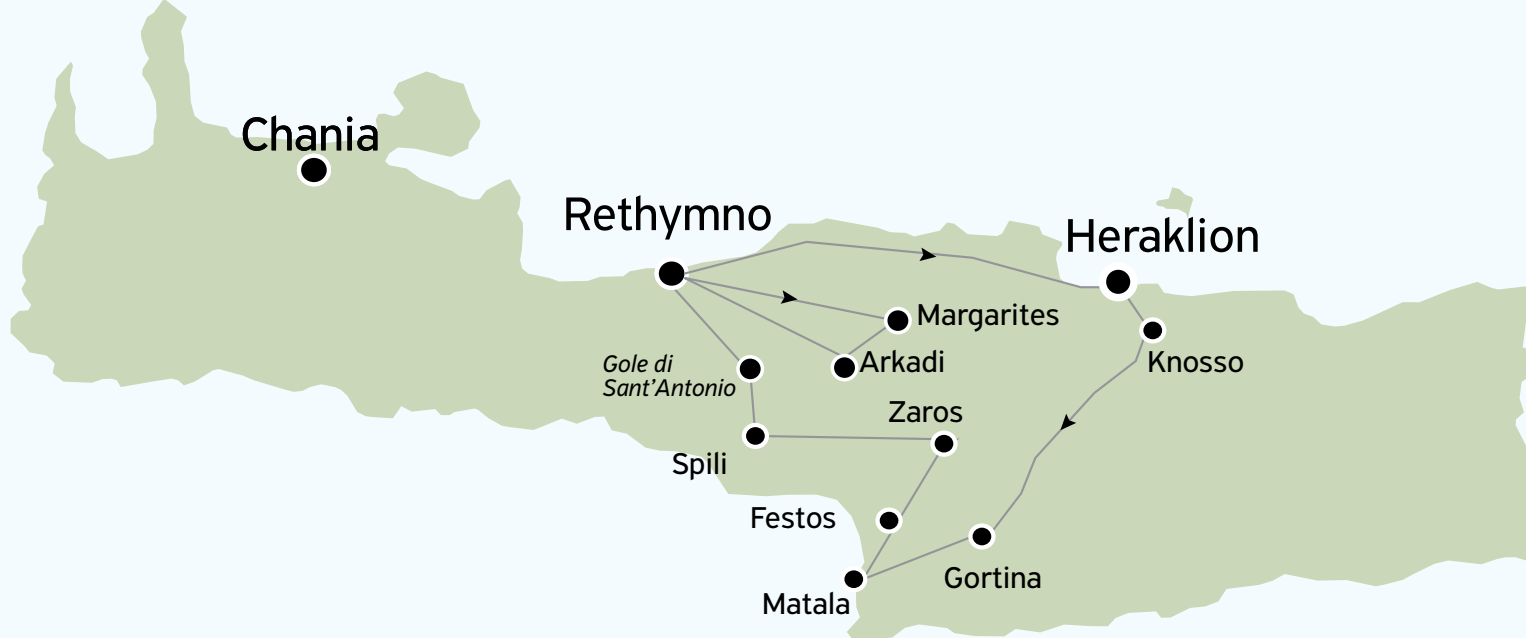 Chania
Rethymno
Heraklion
Margarites
Knosso
Arkadi
Gole di
Sant'Antonio
Zaros
Spili
Festos
Gortina
Matala